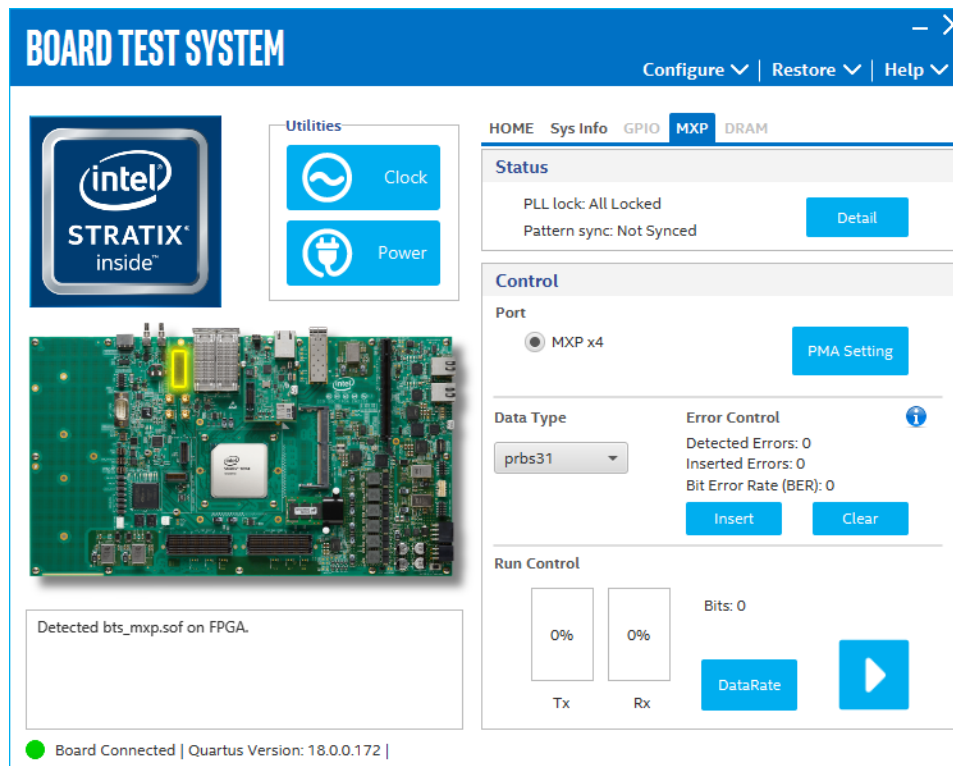 BOARD TEST SYSTEM
Configure
Restore
Help
intel
STRATIX
inside™
Utilities
Clock
Power
HOME Sys Info GPIO MXP DRAM
Status
PLL lock: All Locked
Pattern sync: Not Synced
Detail
Control
Port
MXP x4
PMA Setting
Data Type
prbs31
Error Control
Detected Errors: 0
Inserted Errors: 0
Bit Error Rate (BER): 0
Insert
Clear
Run Control
0%
Tx
0%
Rx
Bits: 0
DataRate
Detected bts_mxp.sof on FPGA.
Board Connected | Quartus Version: 18.0.0.172 |